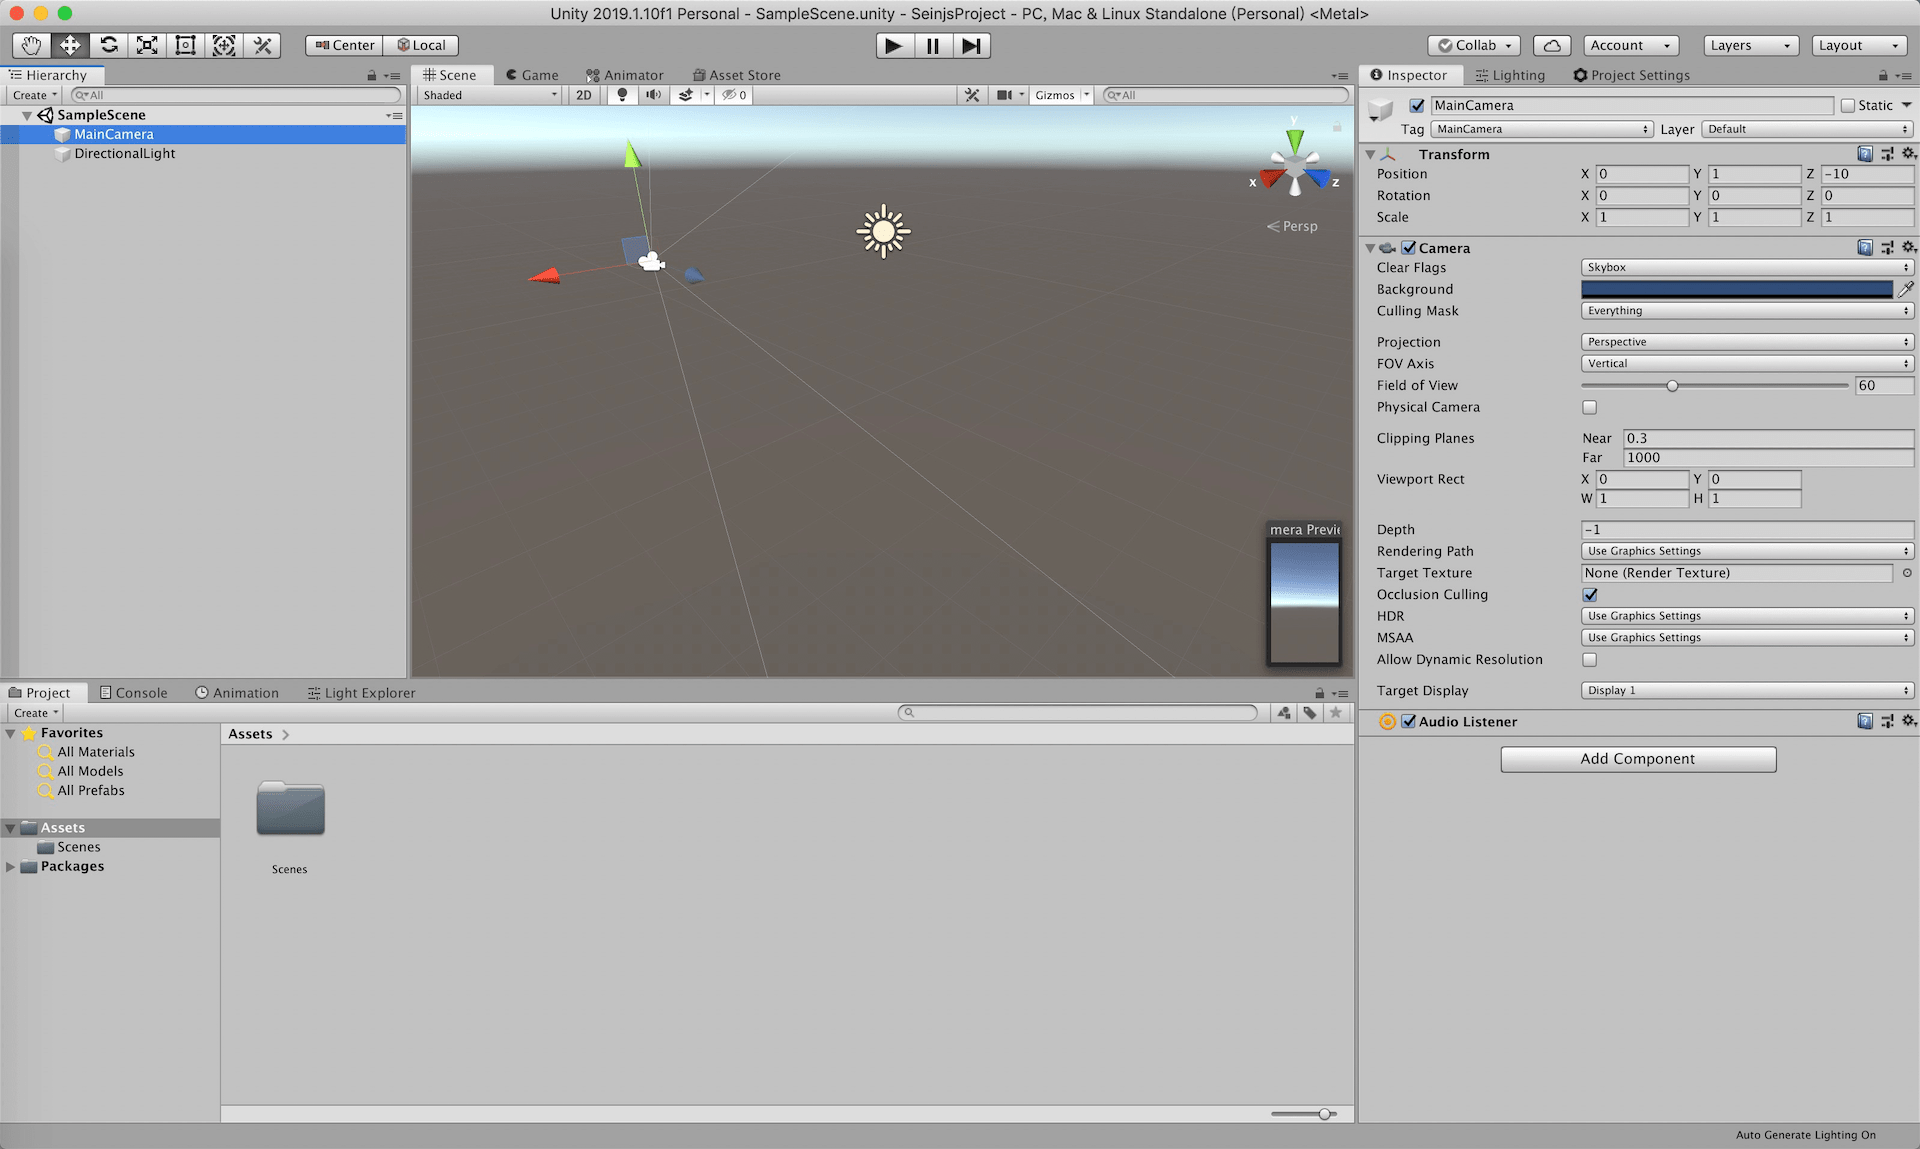 Unity 2019.1.10f1 Personal - SampleScene.unity - SeinjsProject - PC, Mac & Linux Standalone (Personal) <Metal>
Center Local
Collab Account Layers Layout
Hierarchy
Create All
SampleScene
MainCamera
DirectionalLight
Scene Game Animator Asset Store
Shaded 2D 0 Gizmos All
y
x z
Persp
mera Previe
Inspector Lighting Project Settings
MainCamera Static
Tag MainCamera Layer Default
Transform
Position X 0 Y 1 Z -10
Rotation X 0 Y 0 Z 0
Scale X 1 Y 1 Z 1
Camera
Clear Flags Skybox
Background
Culling Mask Everything
Projection Perspective
FOV Axis Vertical
Field of View 60
Physical Camera
Clipping Planes Near 0.3
Far 1000
Viewport Rect X 0 Y 0
W 1 H 1
Depth -1
Rendering Path Use Graphics Settings
Target Texture None (Render Texture)
Occlusion Culling
HDR Use Graphics Settings
MSAA Use Graphics Settings
Allow Dynamic Resolution
Target Display Display 1
Audio Listener
Add Component
Project Console Animation Light Explorer
Create
Favorites
All Materials
All Models
All Prefabs
Assets
Scenes
Packages
Assets
Scenes
Auto Generate Lighting On